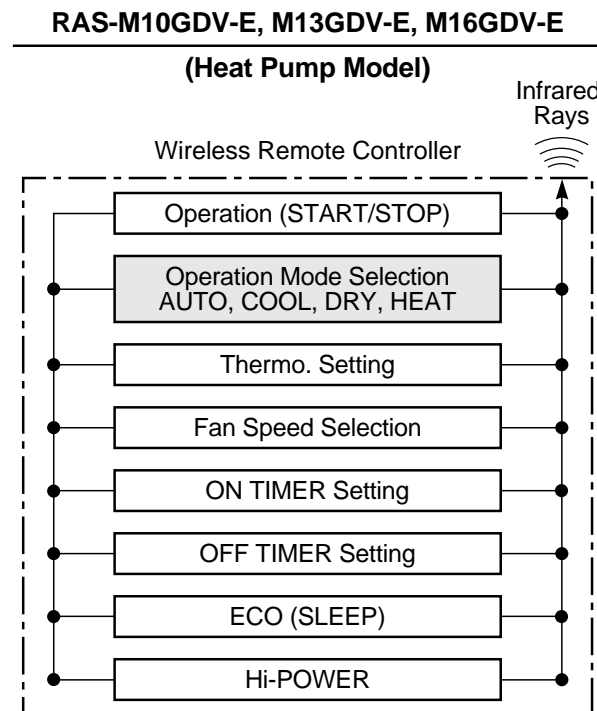 RAS-M10GDV-E, M13GDV-E, M16GDV-E
(Heat Pump Model)
Infrared
Rays
Wireless Remote Controller
Operation (START/STOP)
Operation Mode Selection
AUTO, COOL, DRY, HEAT
Thermo. Setting
Fan Speed Selection
ON TIMER Setting
OFF TIMER Setting
ECO (SLEEP)
Hi-POWER